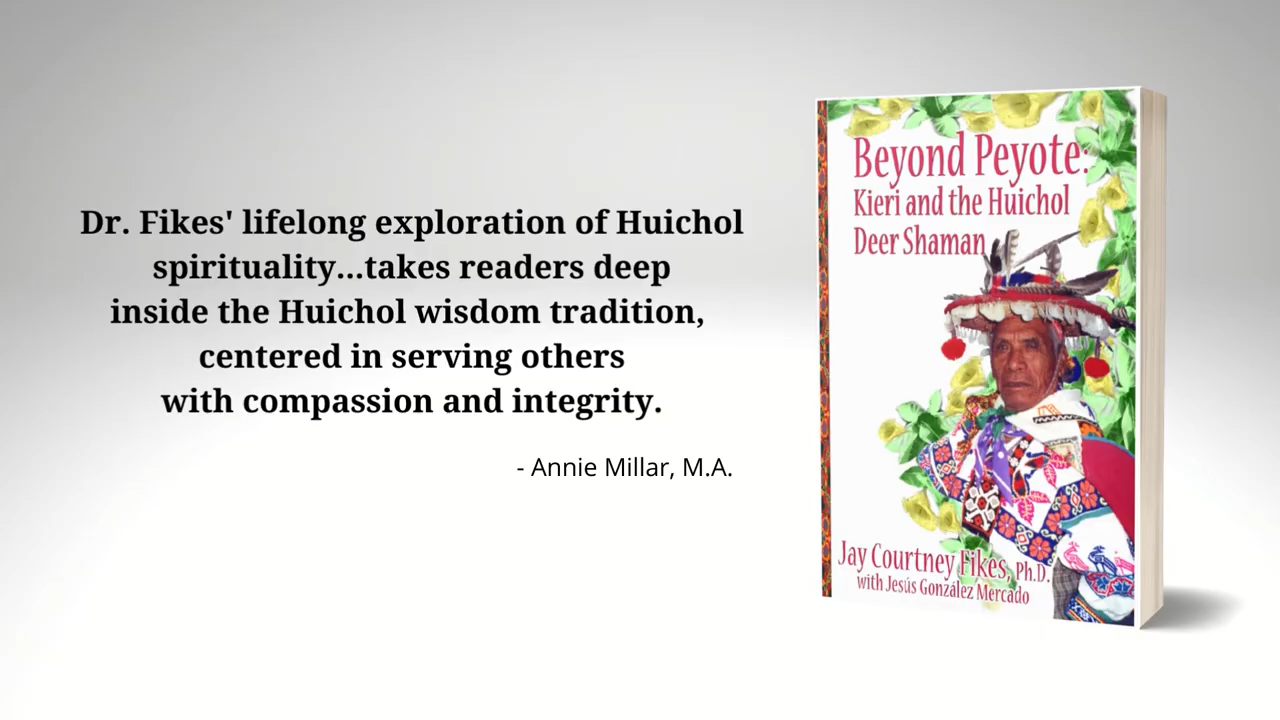 Dr. Fikes' lifelong exploration of Huichol
spirituality...takes readers deep
inside the Huichol wisdom tradition,
centered in serving others
with compassion and integrity.
- Annie Millar, M.A.
Beyond Peyote:
Kieri and the Huichol
Deer Shaman
Jay Courtney Fikes, Ph.D.
with Jesús González Mercado